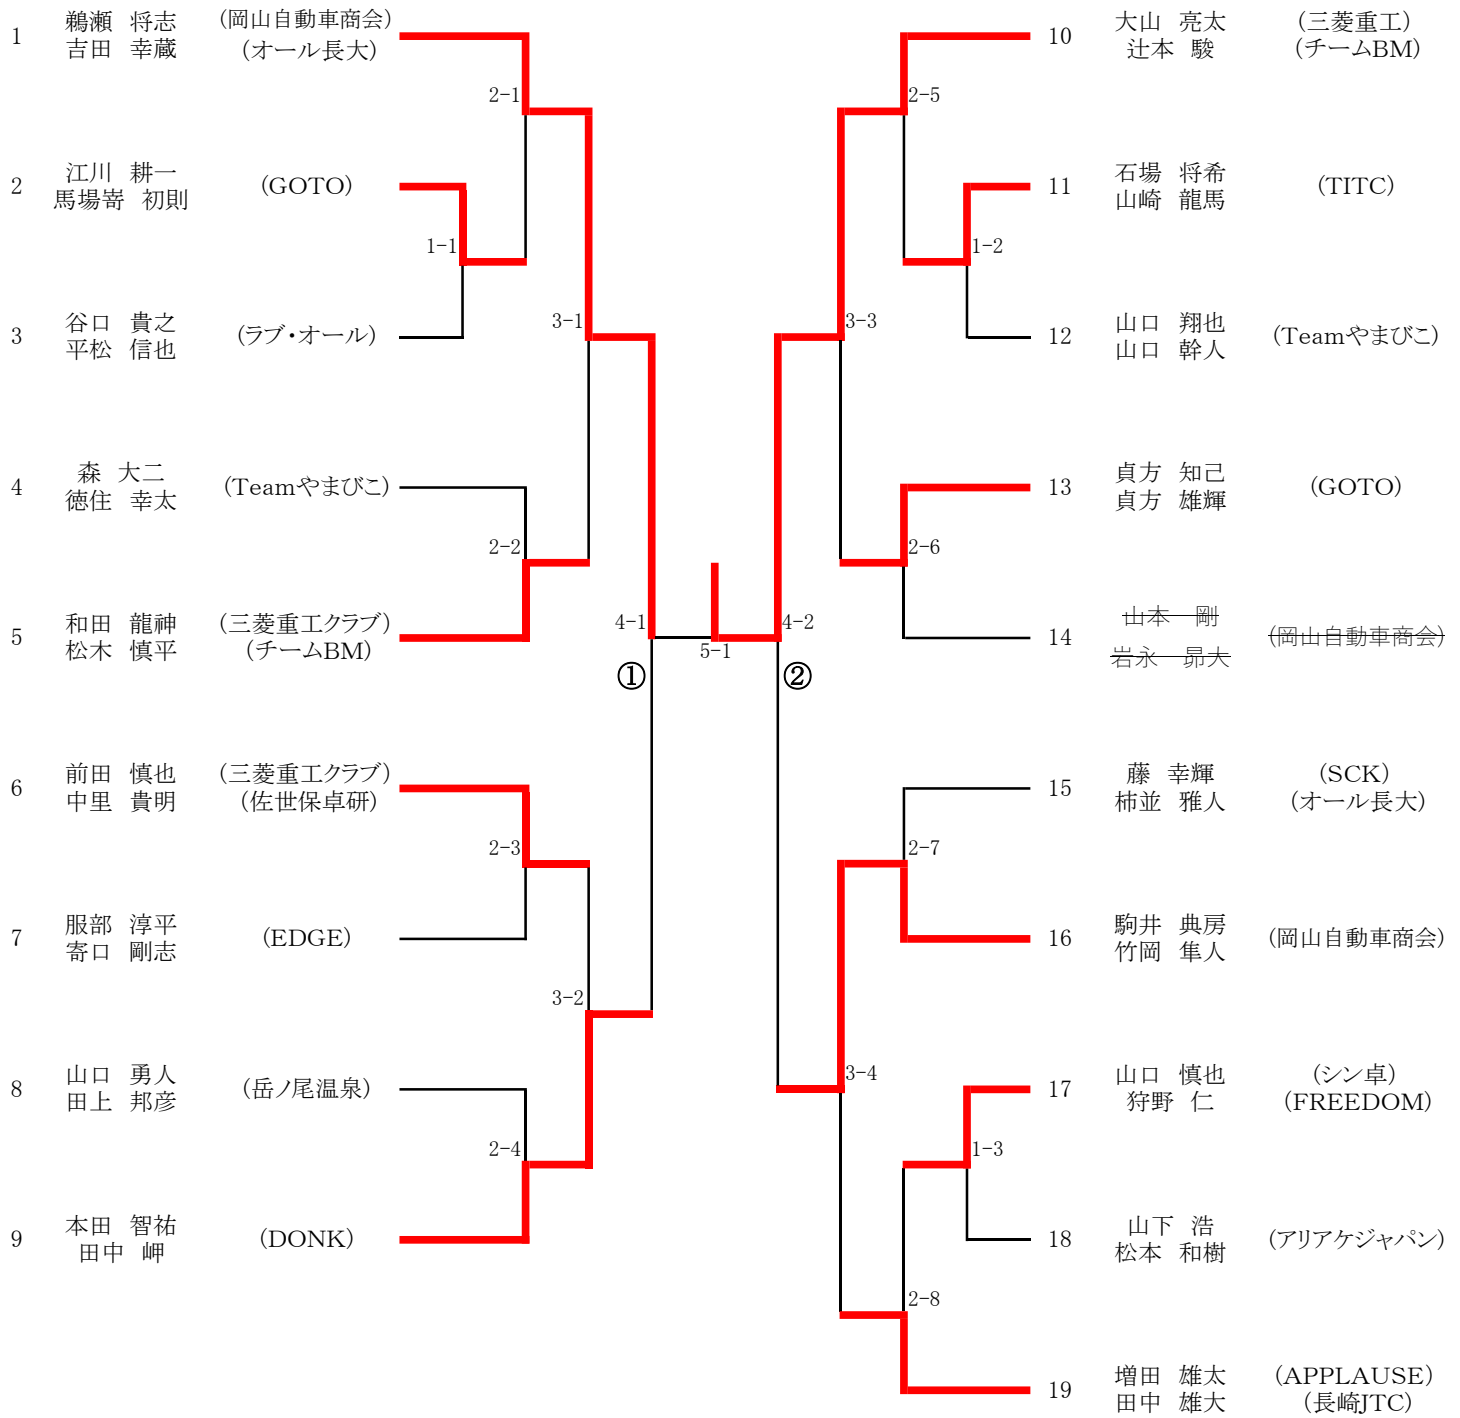 1 鵜瀬 将志 (岡山自動車商会)
吉田 幸蔵 (オール長大)
2-1
2 江川 耕一 (GOTO)
馬場嵜 初則
1-1
3 谷口 貴之 (ラブ・オール)
平松 信也
3-1
4 森 大二 (Teamやまびこ)
徳住 幸太
2-2
5 和田 龍神 (三菱重工クラブ)
松木 慎平 (チームBM)
4-1
①
6 前田 慎也 (三菱重工クラブ)
中里 貴明 (佐世保卓研)
2-3
7 服部 淳平 (EDGE)
寄口 剛志
3-2
8 山口 勇人 (岳ノ尾温泉)
田上 邦彦
2-4
9 本田 智祐 (DONK)
田中 岬
5-1
10 大山 亮太 (三菱重工)
辻本 駿 (チームBM)
2-5
11 石場 将希 (TITC)
山崎 龍馬
1-2
12 山口 翔也 (Teamやまびこ)
山口 幹人
3-3
13 貞方 知己 (GOTO)
貞方 雄輝
2-6
14 山本 剛 (岡山自動車商会)
岩永 昴大
4-2
②
15 藤 幸輝 (SCK)
柿並 雅人 (オール長大)
2-7
16 駒井 典房 (岡山自動車商会)
竹岡 隼人
3-4
17 山口 慎也 (シン卓)
狩野 仁 (FREEDOM)
1-3
18 山下 浩 (アリアケジャパン)
松本 和樹
2-8
19 増田 雄太 (APPLAUSE)
田中 雄大 (長崎JTC)